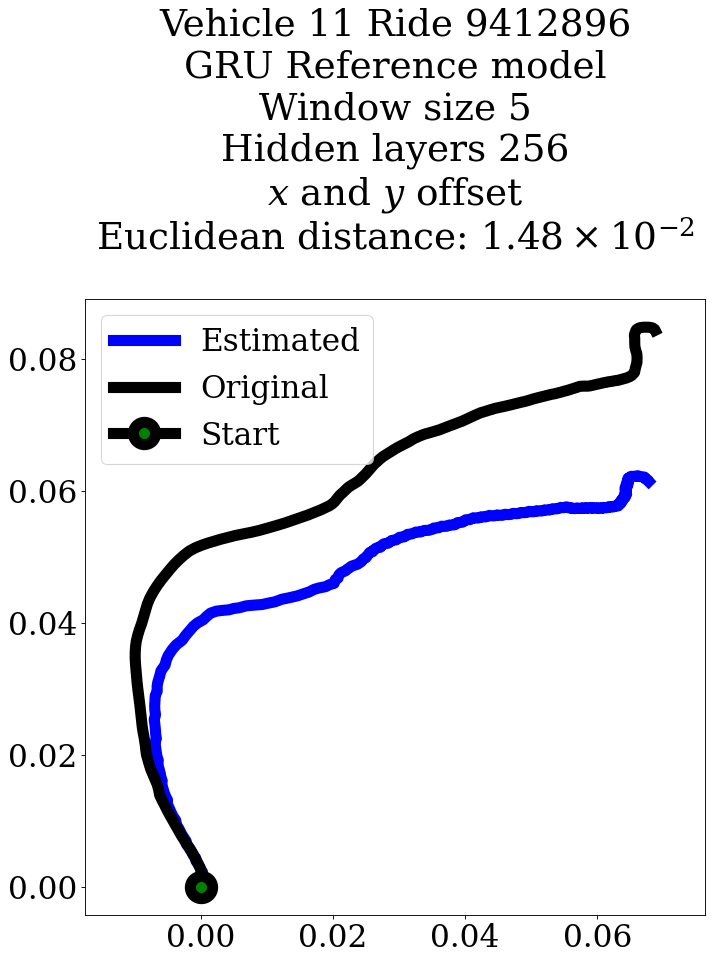 Vehicle 11 Ride 9412896
GRU Reference model
Window size 5
Hidden layers 256
x and y offset
Euclidean distance: 1.48 × 10⁻²
Estimated
Original
Start
0.08
0.06
0.04
0.02
0.00
0.00 0.02 0.04 0.06